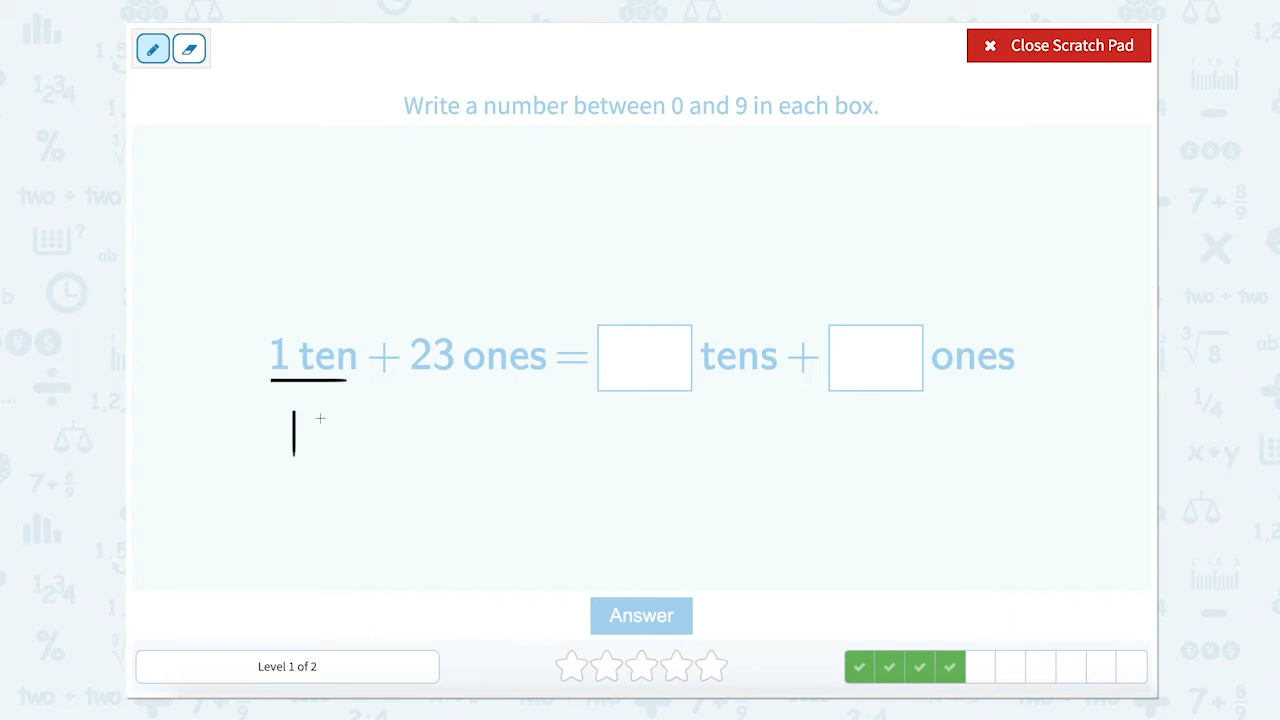 Close Scratch Pad
Write a number between 0 and 9 in each box.
1 ten + 23 ones = tens + ones
Answer
Level 1 of 2